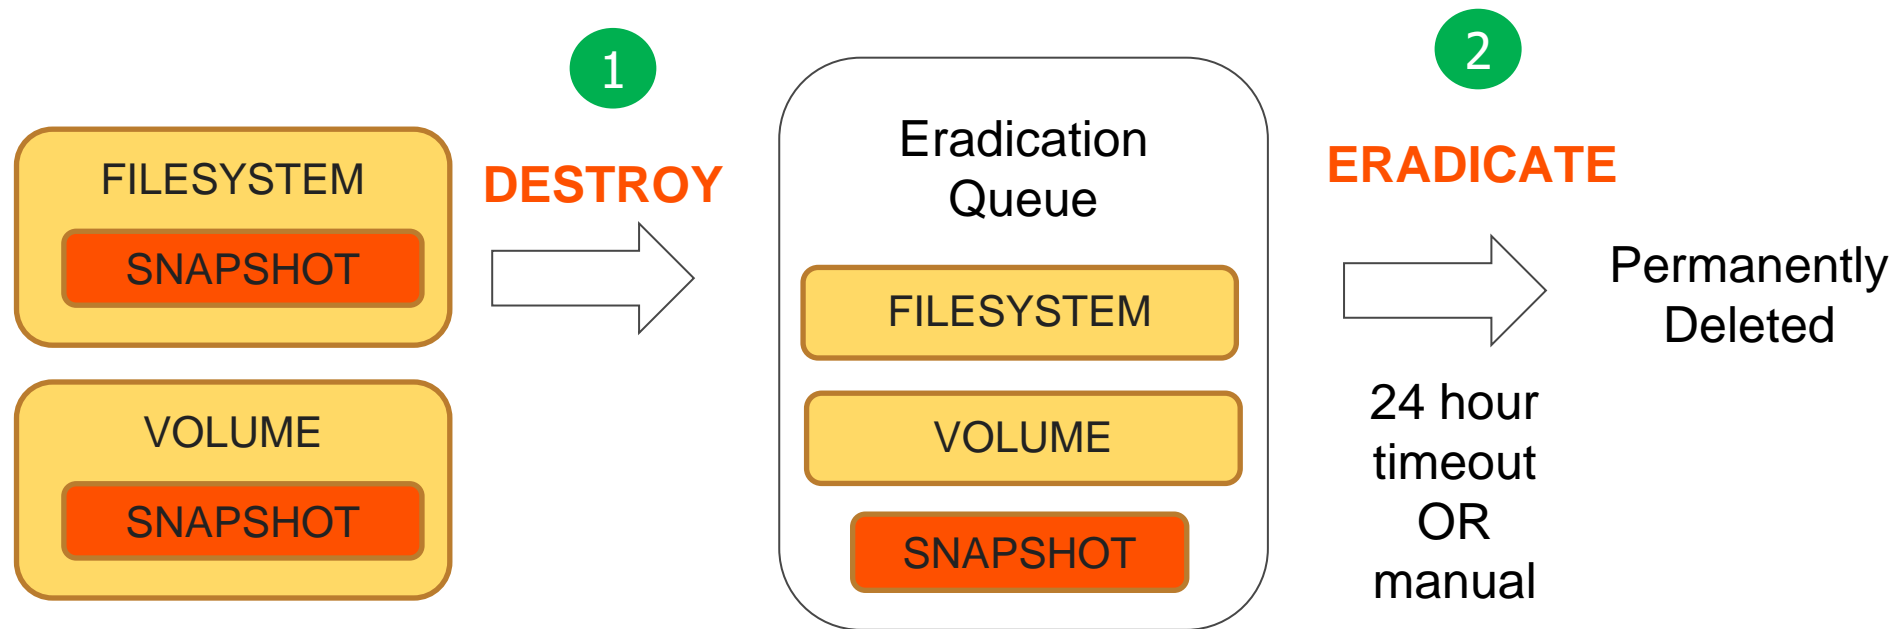 1
2
FILESYSTEM
SNAPSHOT
VOLUME
SNAPSHOT
DESTROY
Eradication
Queue
FILESYSTEM
VOLUME
SNAPSHOT
ERADICATE
24 hour
timeout
OR
manual
Permanently
Deleted